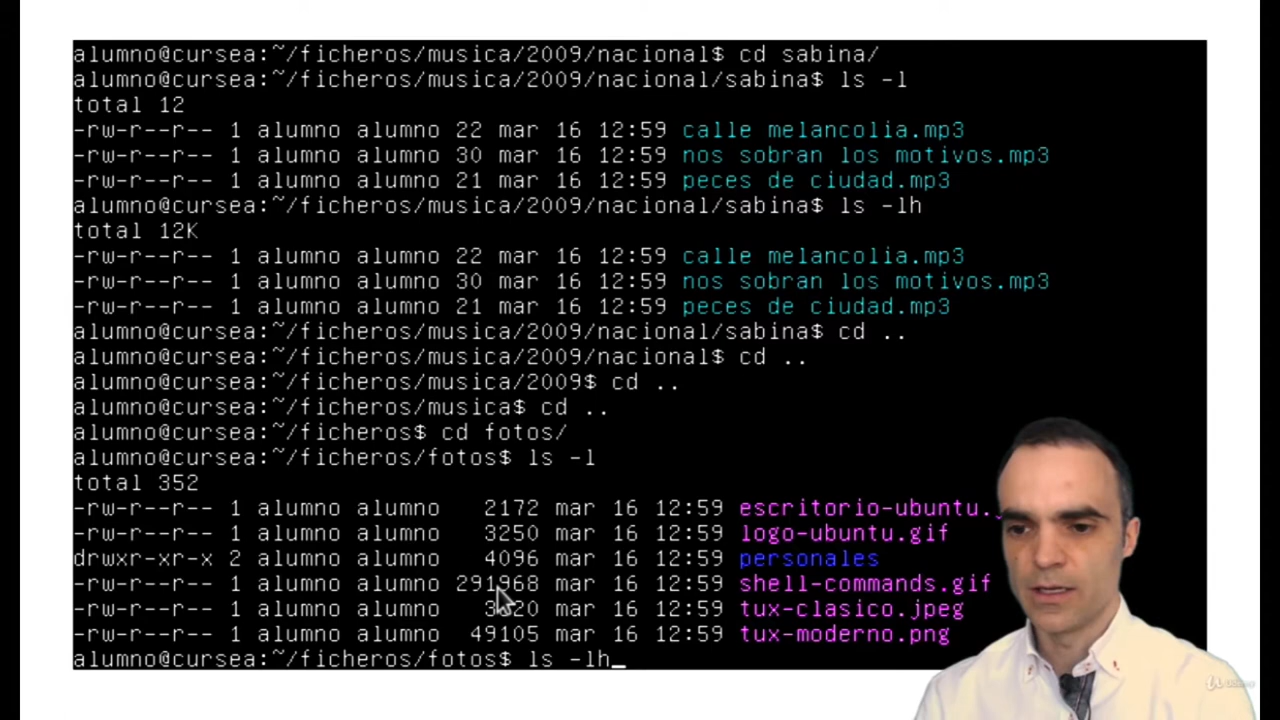 alumno@cursea:~/ficheros/musica/2009/nacional$ cd sabina/
alumno@cursea:~/ficheros/musica/2009/nacional/sabina$ ls -l
total 12
-rw-r--r-- 1 alumno alumno 22 mar 16 12:59 calle melancolia.mp3
-rw-r--r-- 1 alumno alumno 30 mar 16 12:59 nos sobran los motivos.mp3
-rw-r--r-- 1 alumno alumno 21 mar 16 12:59 peces de ciudad.mp3
alumno@cursea:~/ficheros/musica/2009/nacional/sabina$ ls -lh
total 12K
-rw-r--r-- 1 alumno alumno 22 mar 16 12:59 calle melancolia.mp3
-rw-r--r-- 1 alumno alumno 30 mar 16 12:59 nos sobran los motivos.mp3
-rw-r--r-- 1 alumno alumno 21 mar 16 12:59 peces de ciudad.mp3
alumno@cursea:~/ficheros/musica/2009/nacional/sabina$ cd ..
alumno@cursea:~/ficheros/musica/2009/nacional$ cd ..
alumno@cursea:~/ficheros/musica/2009$ cd ..
alumno@cursea:~/ficheros/musica$ cd ..
alumno@cursea:~/ficheros$ cd fotos/
alumno@cursea:~/ficheros/fotos$ ls -l
total 352
-rw-r--r-- 1 alumno alumno 2172 mar 16 12:59 escritorio-ubuntu.
-rw-r--r-- 1 alumno alumno 3250 mar 16 12:59 logo-ubuntu.gif
drwxr-xr-x 2 alumno alumno 4096 mar 16 12:59 personales
-rw-r--r-- 1 alumno alumno 291968 mar 16 12:59 shell-commands.gif
-rw-r--r-- 1 alumno alumno mar 16 12:59 tux-clasico.jpeg
-rw-r--r-- 1 alumno alumno 49105 mar 16 12:59 tux-moderno.png
alumno@cursea:~/ficheros/fotos$ ls -lh_
Udemy